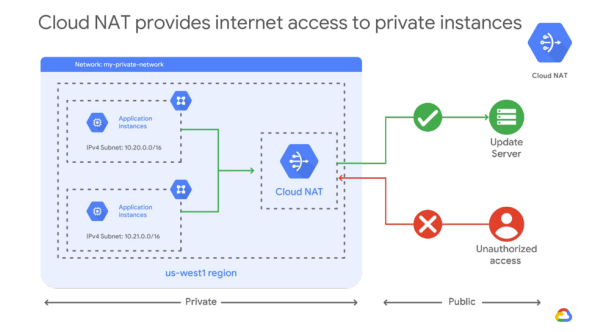 Cloud NAT provides internet access to private instances
Cloud NAT
Network: my-private-network
Application
instances
IPv4 Subnet: 10.20.0.0/16
Application
instances
IPv4 Subnet: 10.21.0.0/16
Cloud NAT
us-west1 region
Update
Server
Unauthorized
access
Private
Public